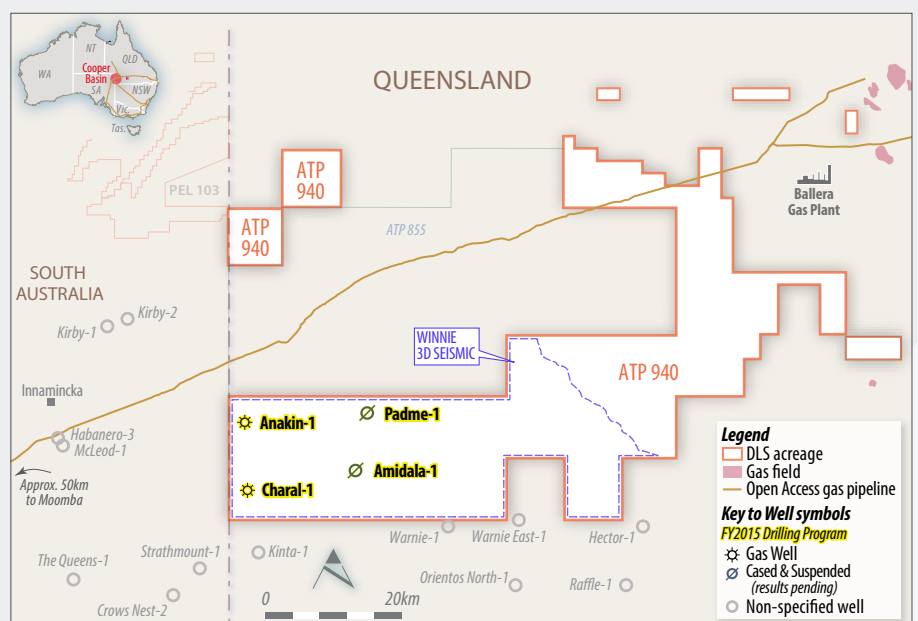 NT
QLD
WA
Cooper
Basin
SA
NSW
Vic.
Tas.
QUEENSLAND
PEL 103
ATP
940
ATP
940
ATP 855
Ballera
Gas Plant
SOUTH
AUSTRALIA
Kirby-1
Kirby-2
WINNIE
3D SEISMIC
ATP 940
Innamincka
Anakin-1
Padme-1
Habanero-3
McLeod-1
Amidala-1
Charal-1
Approx. 50km
to Moomba
Legend
DLS acreage
Gas field
Open Access gas pipeline
Key to Well symbols
FY2015 Drilling Program
Gas Well
Cased & Suspended
(results pending)
Non-specified well
Warnie-1
Warnie East-1
Hector-1
The Queens-1
Strathmount-1
Kinta-1
Crows Nest-2
Orientos North-1
Raffle-1
0
20km